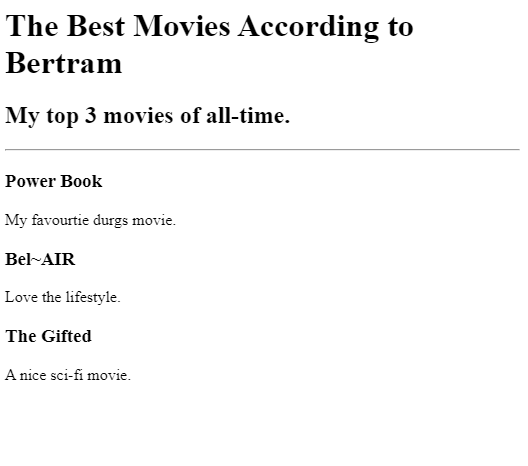 The Best Movies According to
Bertram
My top 3 movies of all-time.
Power Book
My favourtie durgs movie.
Bel~AIR
Love the lifestyle.
The Gifted
A nice sci-fi movie.